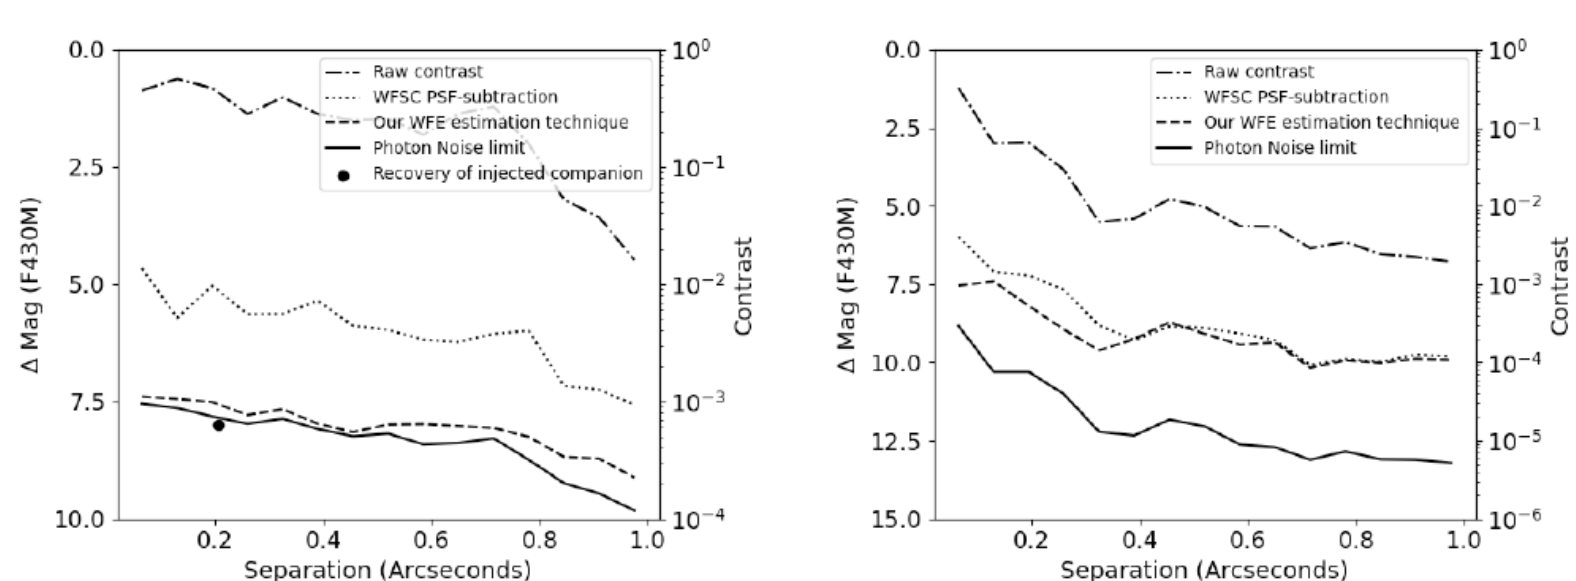 0.0
2.5
5.0
7.5
10.0
Δ Mag (F430M)
Raw contrast
WFSC PSF-subtraction
Our WFE estimation technique
Photon Noise limit
Recovery of injected companion
10⁰
10⁻¹
10⁻²
10⁻³
10⁻⁴
Contrast
0.2 0.4 0.6 0.8 1.0
Separation (Arcseconds)
0.0
2.5
5.0
7.5
10.0
12.5
15.0
Δ Mag (F430M)
Raw contrast
WFSC PSF-subtraction
Our WFE estimation technique
Photon Noise limit
10⁰
10⁻¹
10⁻²
10⁻³
10⁻⁴
10⁻⁵
10⁻⁶
Contrast
0.2 0.4 0.6 0.8 1.0
Separation (Arcseconds)